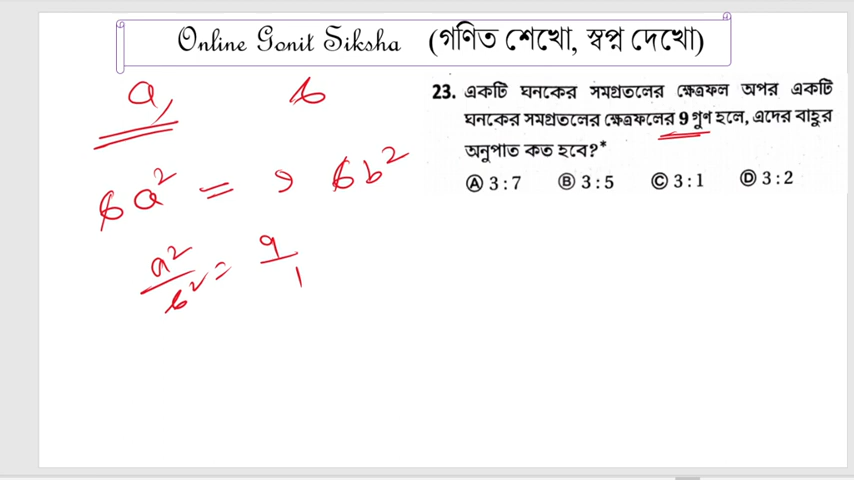 Online Gonit Siksha (গণিত শেখো, স্বপ্ন দেখো)
a, b
6a² = 9 6b²
a²/b² = 9/1
23. একটি ঘনকের সমগ্রতলের ক্ষেত্রফল অপর একটি
ঘনকের সমগ্রতলের ক্ষেত্রফলের 9 গুণ হলে, এদের বাহুর
অনুপাত কত হবে?*
Ⓐ 3 : 7 Ⓑ 3 : 5 Ⓒ 3 : 1 Ⓓ 3 : 2